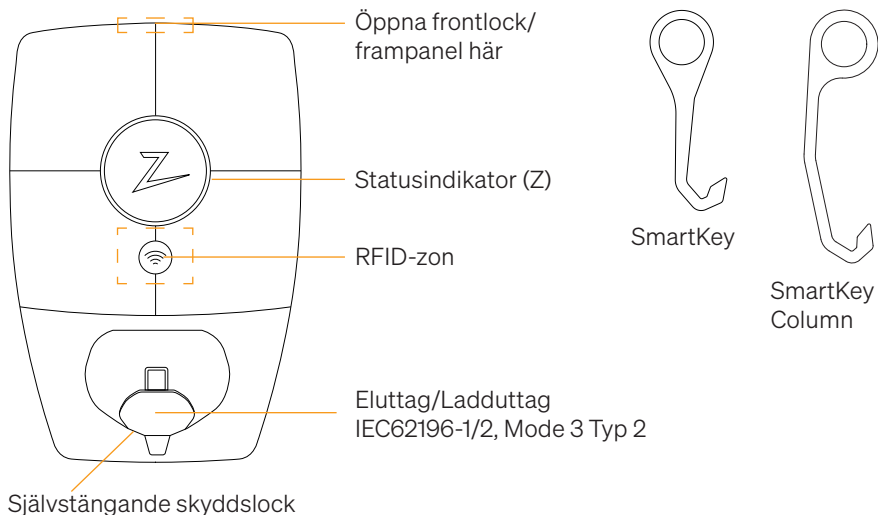 Öppna frontlock/
frampanel här
Statusindikator (Z)
RFID-zon
SmartKey
SmartKey
Column
Eluttag/Ladduttag
IEC62196-1/2, Mode 3 Typ 2
Självstängande skyddslock